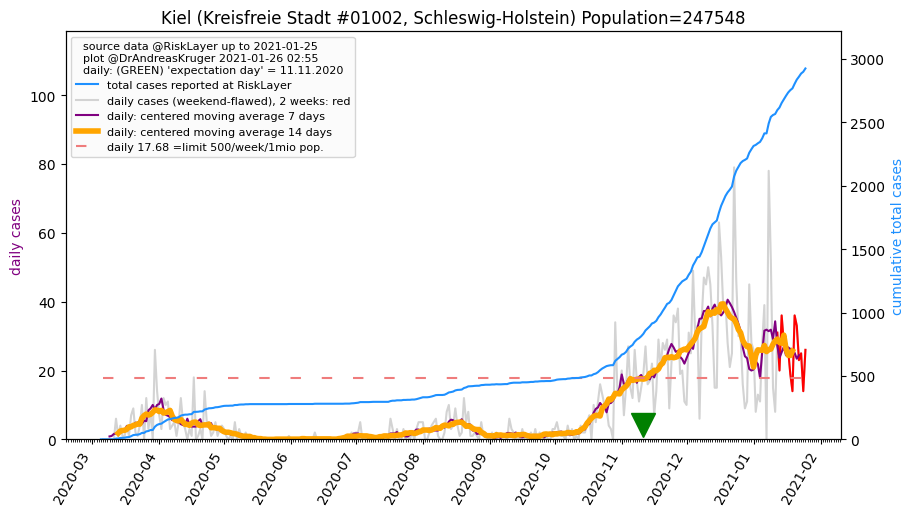 Kiel (Kreisfreie Stadt #01002, Schleswig-Holstein) Population=247548
source data @RiskLayer up to 2021-01-25
plot @DrAndreasKruger 2021-01-26 02:55
daily: (GREEN) 'expectation day' = 11.11.2020
total cases reported at RiskLayer
daily cases (weekend-flawed), 2 weeks: red
daily: centered moving average 7 days
daily: centered moving average 14 days
daily 17.68 =limit 500/week/1mio pop.
daily cases
100
80
60
40
20
0
3000
2500
2000
1500
1000
500
0
cumulative total cases
2020-03
2020-04
2020-05
2020-06
2020-07
2020-08
2020-09
2020-10
2020-11
2020-12
2021-01
2021-02